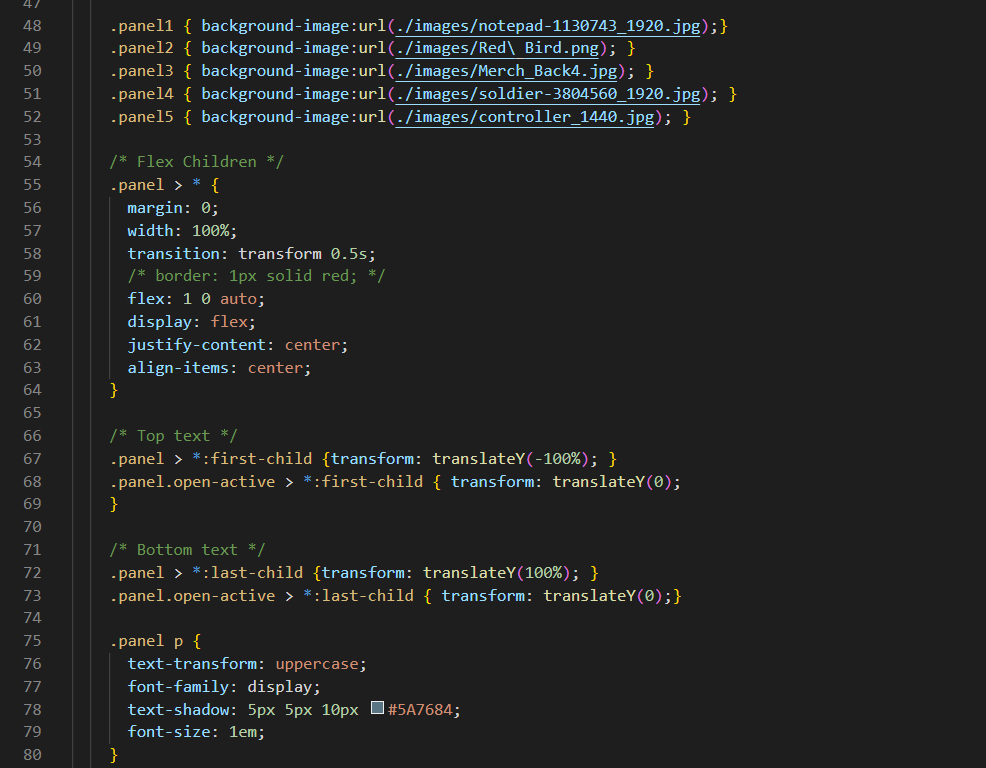 47
48 .panel1 { background-image:url(./images/notepad-1130743_1920.jpg);}
49 .panel2 { background-image:url(./images/Red\ Bird.png); }
50 .panel3 { background-image:url(./images/Merch_Back4.jpg); }
51 .panel4 { background-image:url(./images/soldier-3804560_1920.jpg); }
52 .panel5 { background-image:url(./images/controller_1440.jpg); }
53
54 /* Flex Children */
55 .panel > * {
56 margin: 0;
57 width: 100%;
58 transition: transform 0.5s;
59 /* border: 1px solid red; */
60 flex: 1 0 auto;
61 display: flex;
62 justify-content: center;
63 align-items: center;
64 }
65
66 /* Top text */
67 .panel > *:first-child {transform: translateY(-100%); }
68 .panel.open-active > *:first-child { transform: translateY(0);
69 }
70
71 /* Bottom text */
72 .panel > *:last-child {transform: translateY(100%); }
73 .panel.open-active > *:last-child { transform: translateY(0);}
74
75 .panel p {
76 text-transform: uppercase;
77 font-family: display;
78 text-shadow: 5px 5px 10px #5A7684;
79 font-size: 1em;
80 }